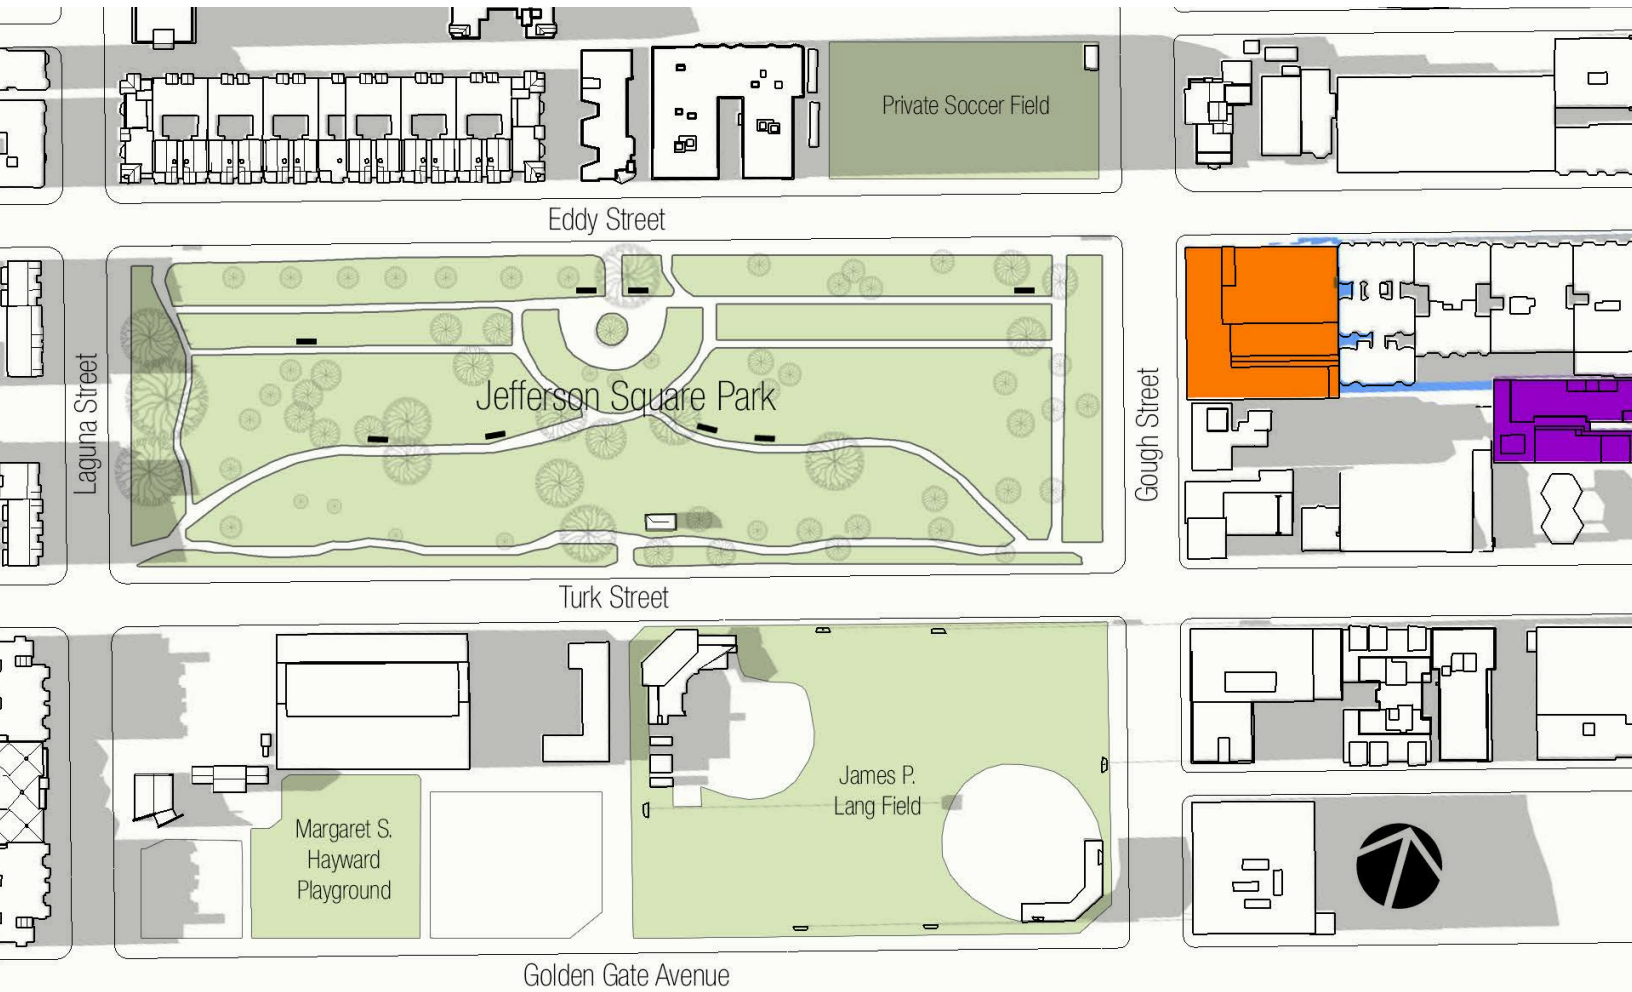 Private Soccer Field
Eddy Street
Laguna Street
Jefferson Square Park
Gough Street
Turk Street
James P.
Lang Field
Margaret S.
Hayward
Playground
Golden Gate Avenue